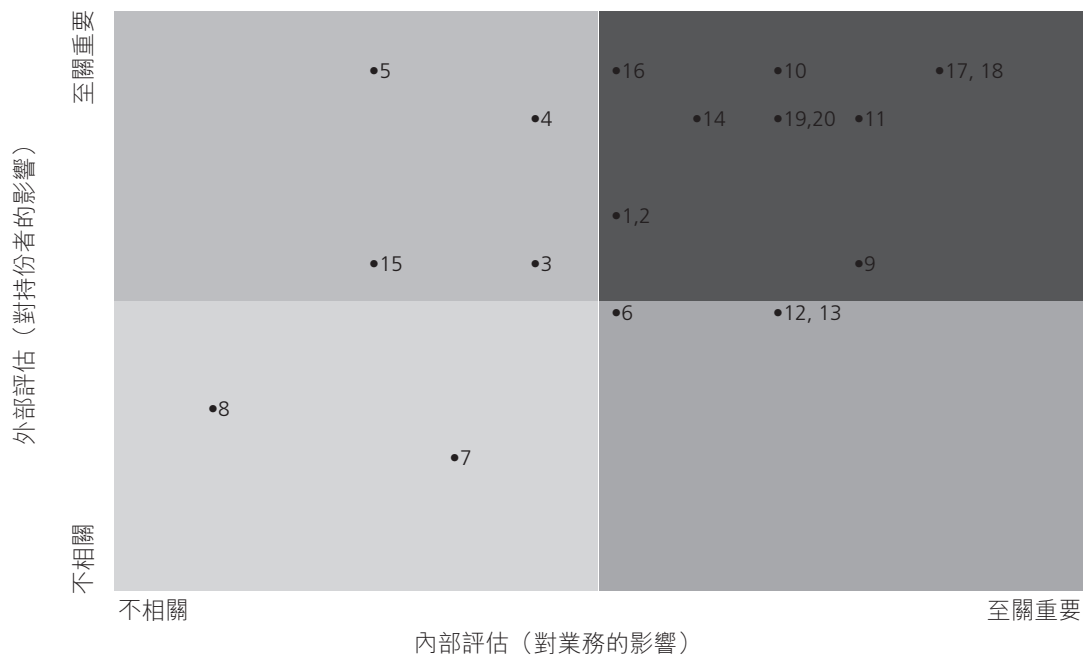 至關重要
外部評估（對持份者的影響）
不相關
•5
•16
•10
•17, 18
•4
•14
•19,20
•11
•1,2
•15
•3
•9
•6
•12, 13
•8
•7
不相關
至關重要
內部評估（對業務的影響）